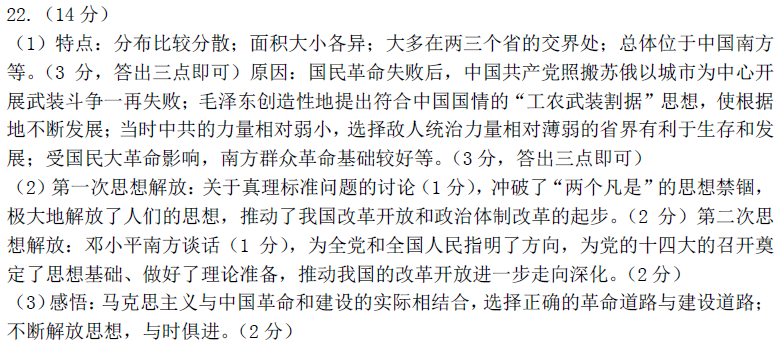 22.（14 分）
（1）特点：分布比较分散；面积大小各异；大多在两三个省的交界处；总体位于中国南方
等。（3 分，答出三点即可）原因：国民革命失败后，中国共产党照搬苏俄以城市为中心开
展武装斗争一再失败；毛泽东创造性地提出符合中国国情的“工农武装割据”思想，使根据
地不断发展；当时中共的力量相对弱小，选择敌人统治力量相对薄弱的省界有利于生存和发
展；受国民大革命影响，南方群众革命基础较好等。（3分，答出三点即可）
（2）第一次思想解放：关于真理标准问题的讨论（1 分），冲破了“两个凡是”的思想禁锢，
极大地解放了人们的思想，推动了我国改革开放和政治体制改革的起步。（2 分）第二次思
想解放：邓小平南方谈话（1 分），为全党和全国人民指明了方向，为党的十四大的召开奠
定了思想基础、做好了理论准备，推动我国的改革开放进一步走向深化。（2分）
（3）感悟：马克思主义与中国革命和建设的实际相结合，选择正确的革命道路与建设道路；
不断解放思想，与时俱进。（2分）